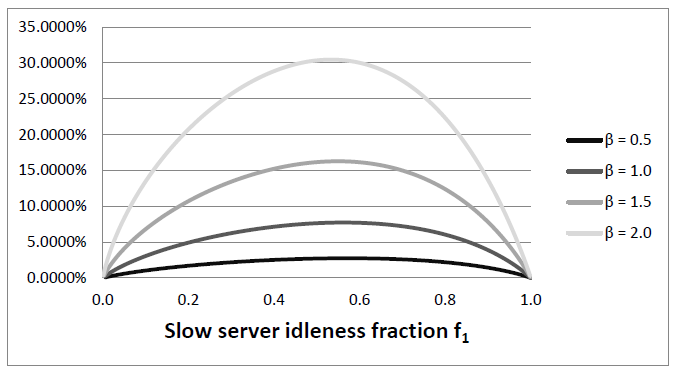 35.0000%
30.0000%
25.0000%
20.0000%
15.0000%
10.0000%
5.0000%
0.0000%
0.0 0.2 0.4 0.6 0.8 1.0
Slow server idleness fraction f₁
β = 0.5
β = 1.0
β = 1.5
β = 2.0